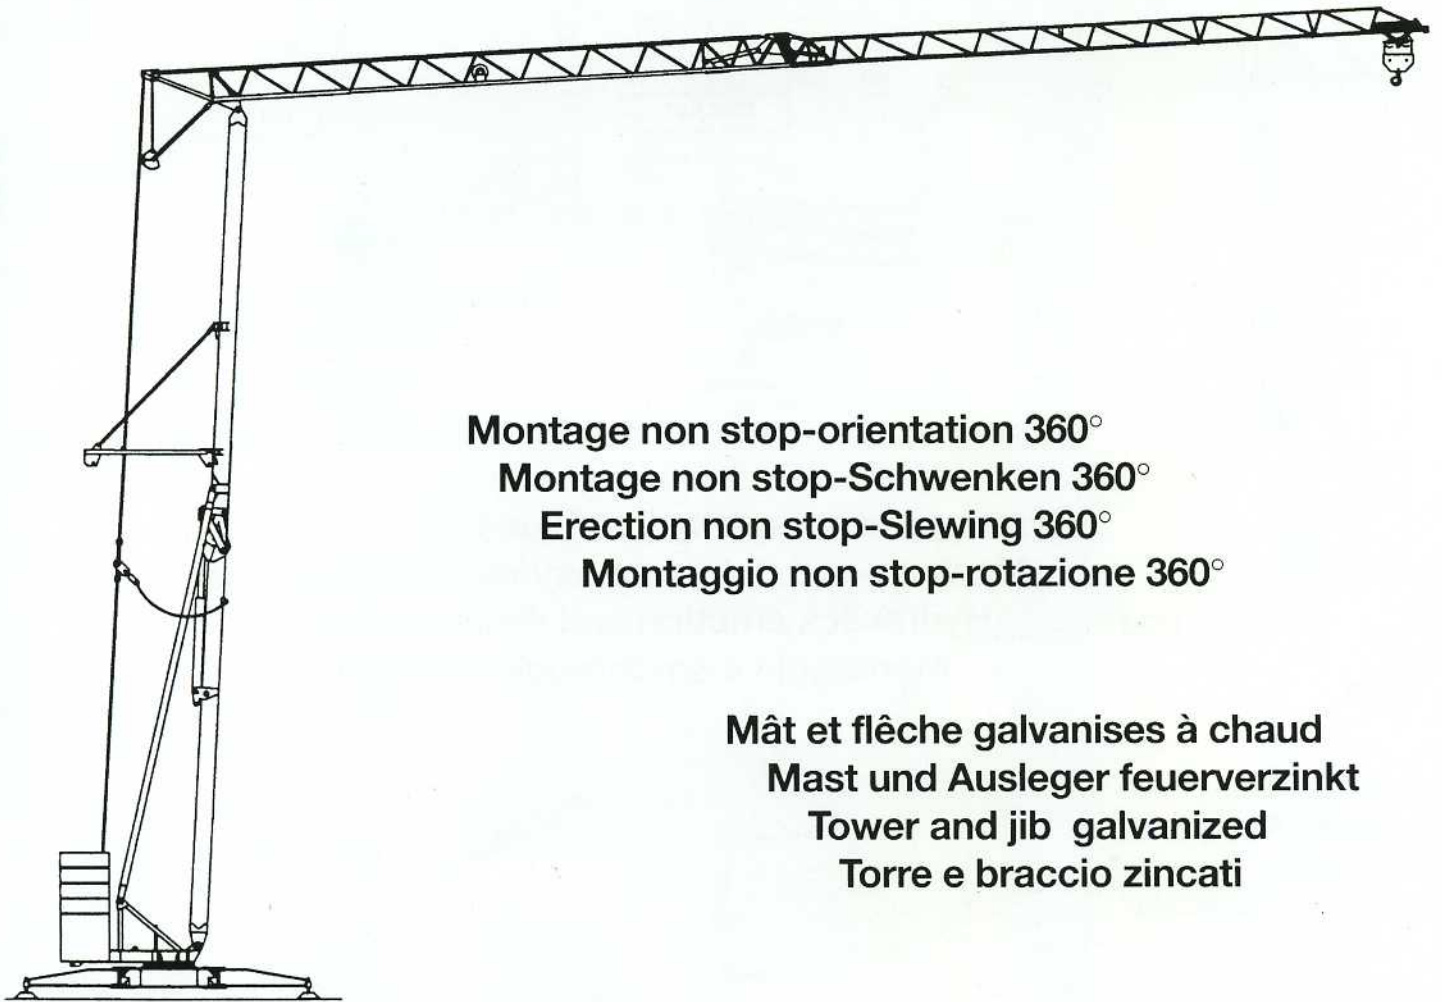 Montage non stop-orientation 360°
Montage non stop-Schwenken 360°
Erection non stop-Slewing 360°
Montaggio non stop-rotazione 360°
Mât et flêche galvanises à chaud
Mast und Ausleger feuerverzinkt
Tower and jib galvanized
Torre e braccio zincati